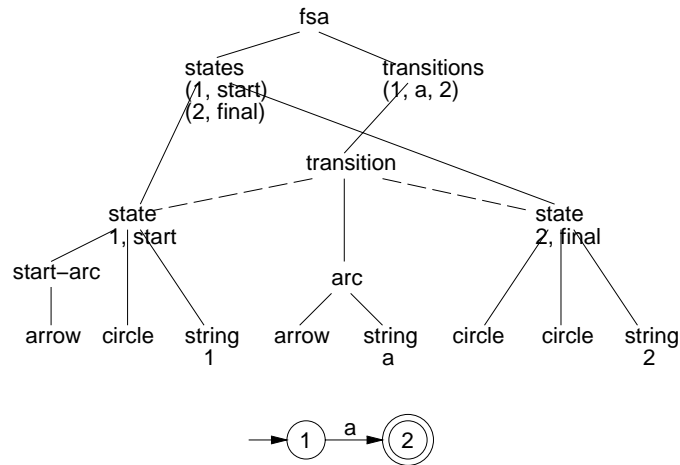 fsa
states
(1, start)
(2, final)
transitions
(1, a, 2)
transition
state
1, start
state
2, final
start−arc
arc
arrow
circle
string
1
arrow
string
a
circle
circle
string
2
1
a
2